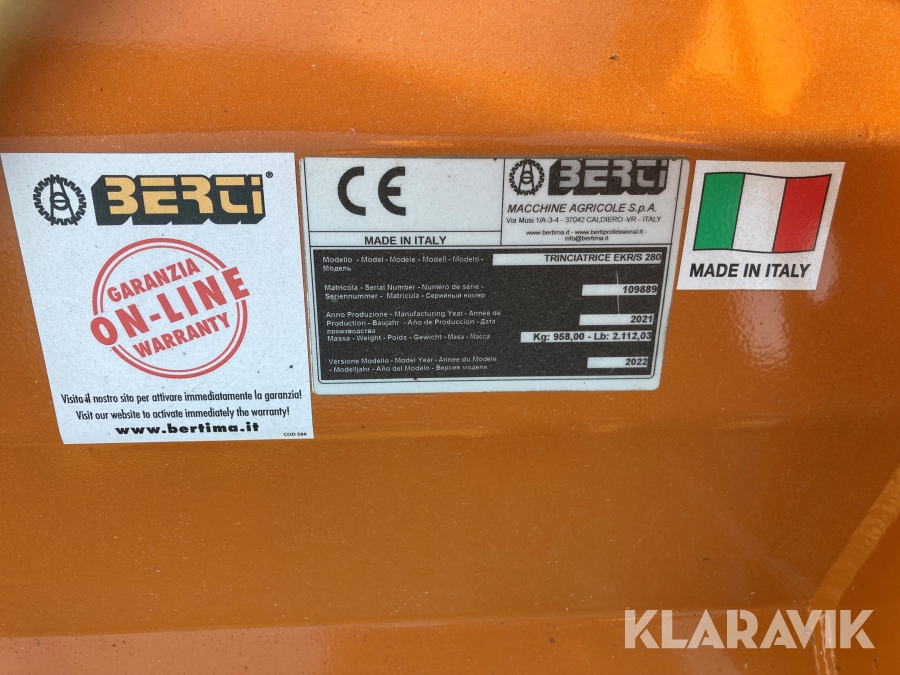 BERTI®
GARANZIA
ON-LINE
WARRANTY
Visita il nostro sito per attivare immediatamente la garanzia!
Visit our website to activate immediately the warranty!
www.bertima.it
COD 586
CE
MADE IN ITALY
BERTI
MACCHINE AGRICOLE S.p.A.
Via Musi 1/A-3-4 - 37042 CALDIERO -VR - ITALY
www.bertima.it - www.bertiprofessional.it -
info@bertima.it
Modello - Model - Modèle - Modell - Modelo - TRINCIATRICE EKR/S 280
Модель
Matricola - Serial Number - Numéro de série - 109889
Seriennummer - Matricula - Серийный номер
Anno Produzione - Manufacturing Year - Année de
Production - Baujahr - Año de Producción - Дата 2021
производства
Massa - Weight - Poids - Gewicht - Masa - Масса Kg: 958,00 - Lb: 2.112,03
Versione Modello - Model Year - Annee du Modèle
- Modelljahr - Año del Modelo - Версия модели 2022
MADE IN ITALY
KLARAVIK